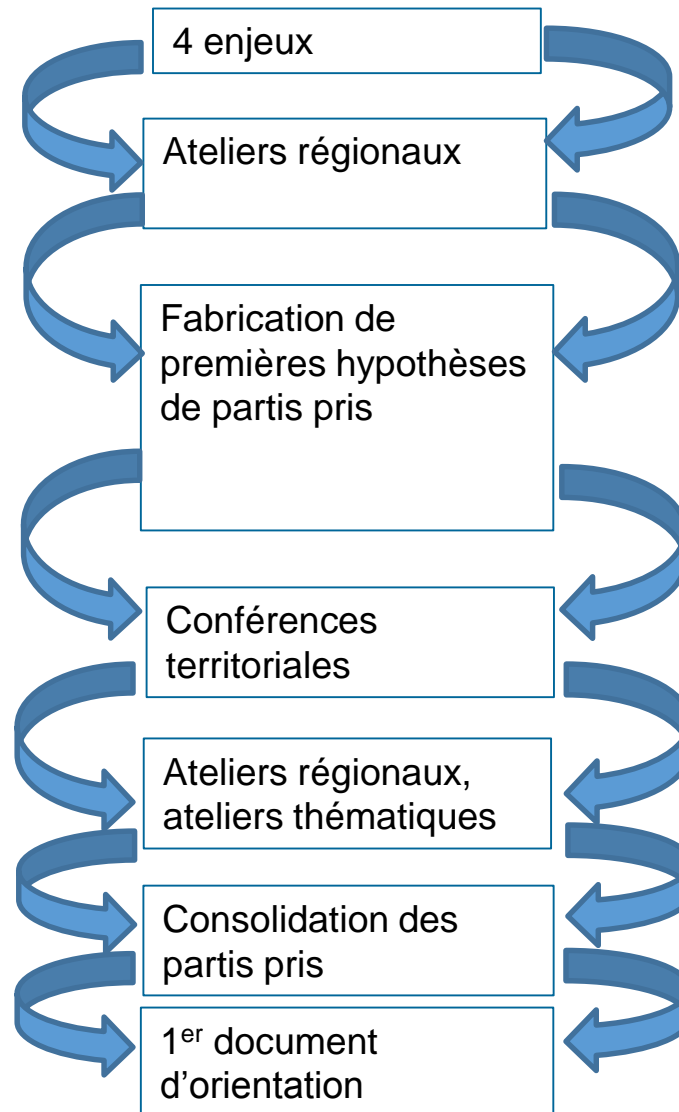 4 enjeux
Ateliers régionaux
Fabrication de
premières hypothèses
de partis pris
Conférences
territoriales
Ateliers régionaux,
ateliers thématiques
Consolidation des
partis pris
1er document
d’orientation